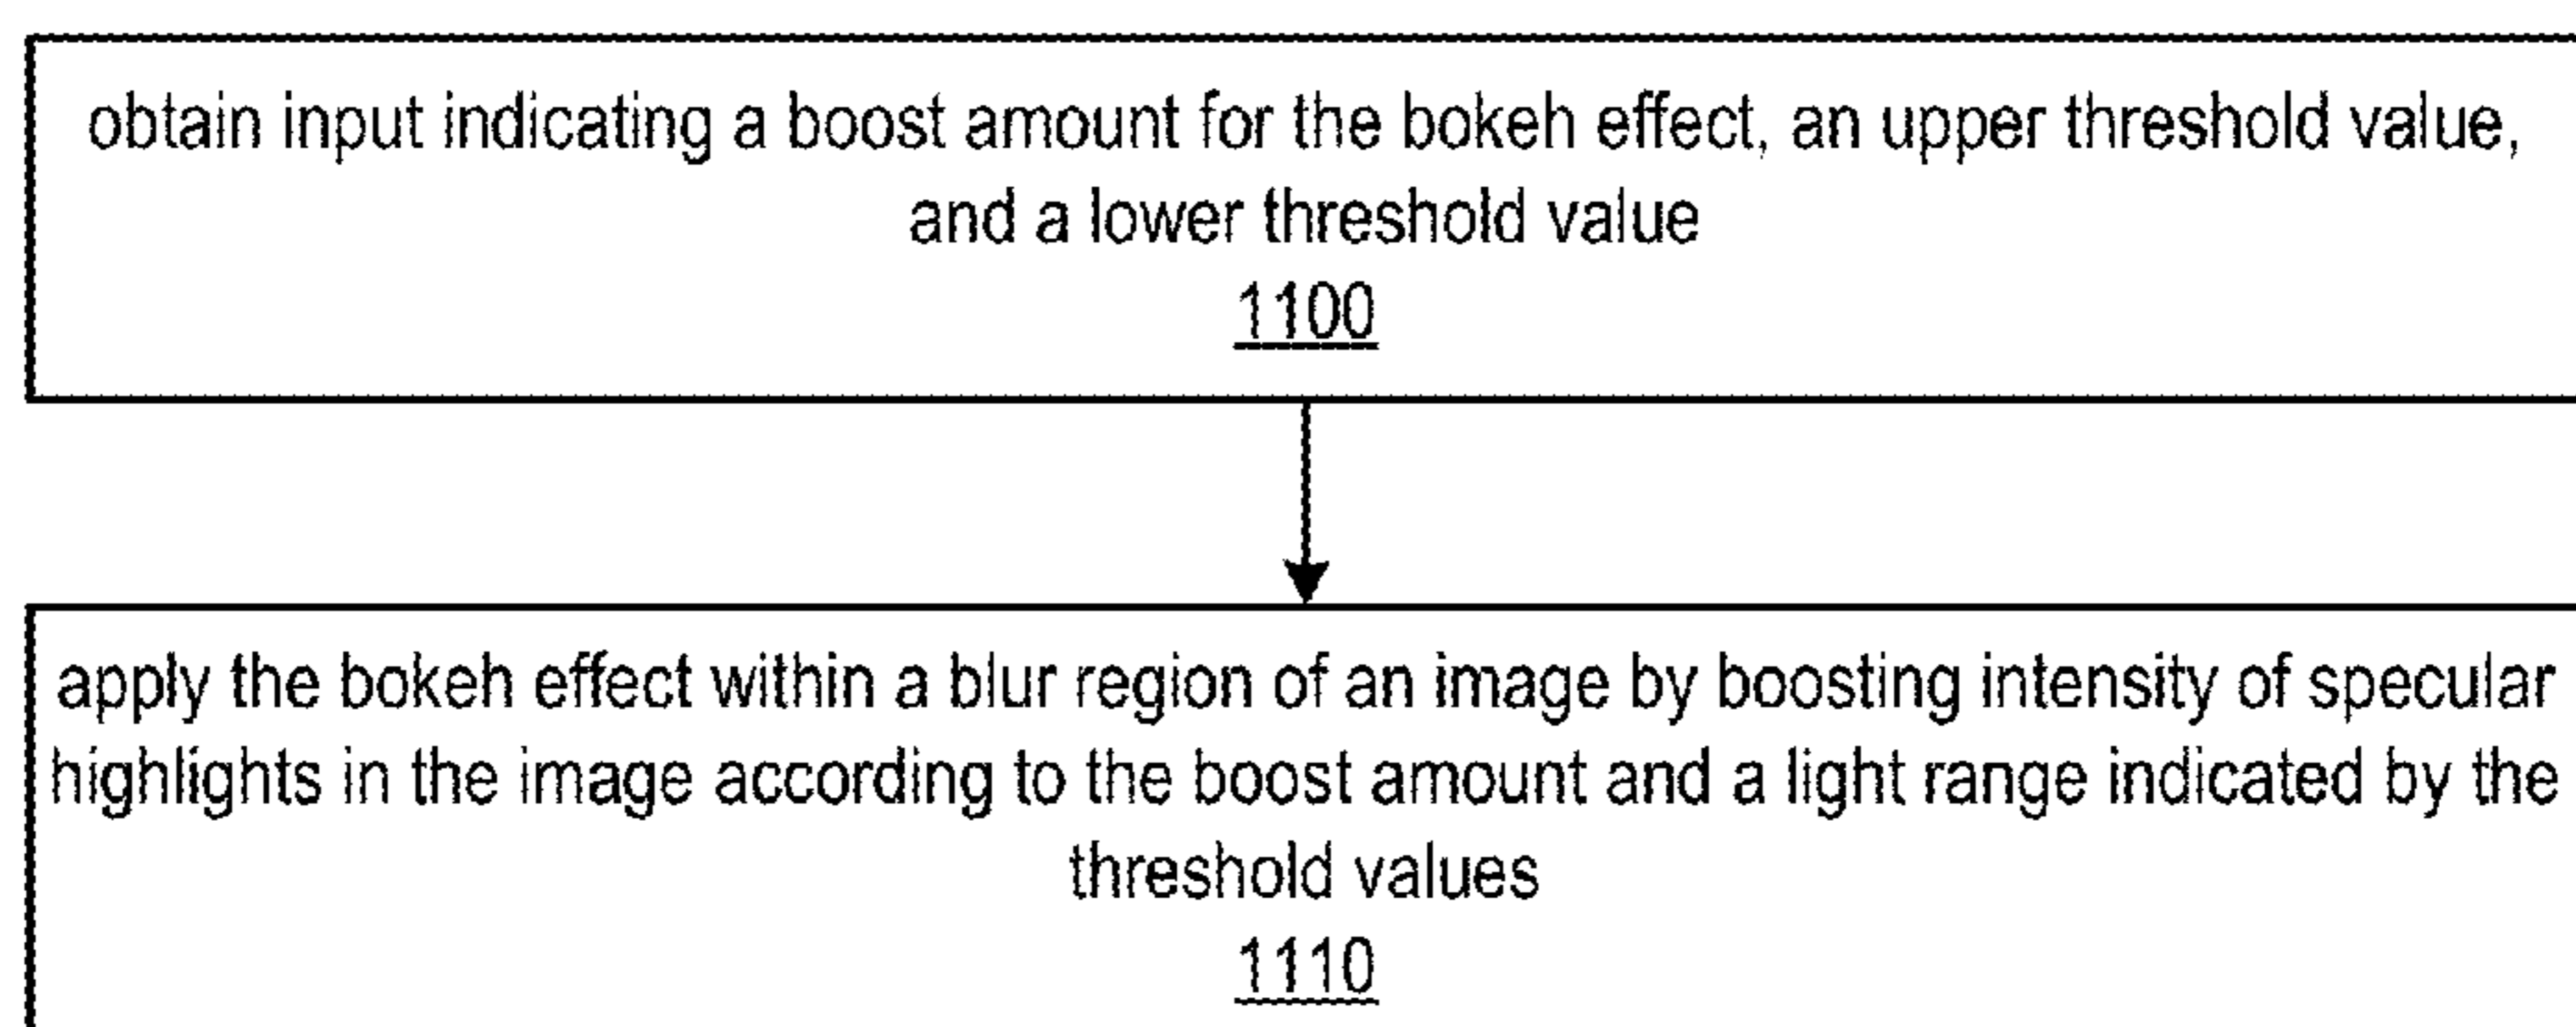 obtain input indicating a boost amount for the bokeh effect, an upper threshold value,
and a lower threshold value
1100
apply the bokeh effect within a blur region of an image by boosting intensity of specular
highlights in the image according to the boost amount and a light range indicated by the
threshold values
1110